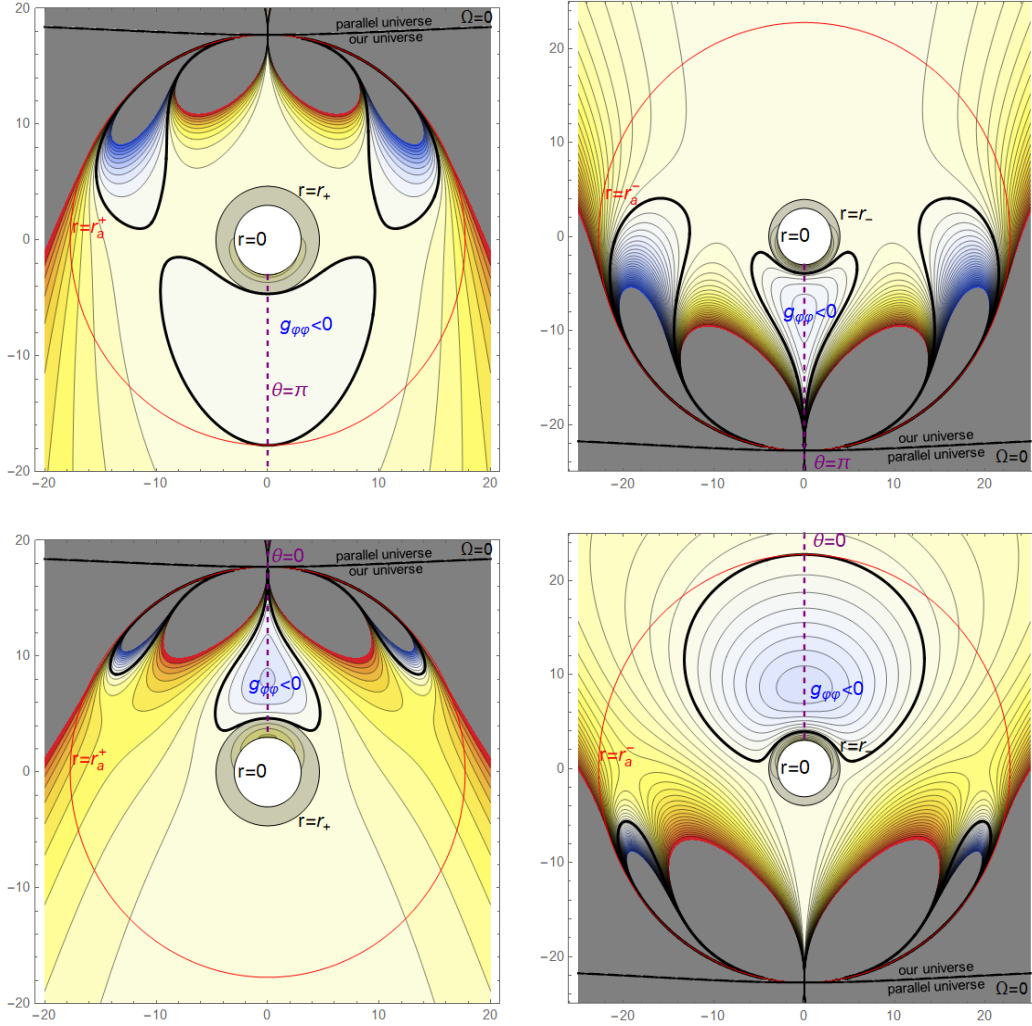 20
10
0
−10
−20
−20
−10
0
10
20
parallel universe
Ω=0
our universe
r=r₊
r=rₐ⁺
r=0
gφφ<0
θ=π
20
10
0
−10
−20
−20
−10
0
10
20
r=rₐ⁻
r=0
r=r₋
gφφ<0
our universe
parallel universe
θ=π
Ω=0
20
10
0
−10
−20
−20
−10
0
10
20
θ=0
parallel universe
Ω=0
our universe
gφφ<0
r=rₐ⁺
r=0
r=r₊
20
10
0
−10
−20
−20
−10
0
10
20
θ=0
gφφ<0
r=rₐ⁻
r=0
r=r₋
our universe
parallel universe
Ω=0